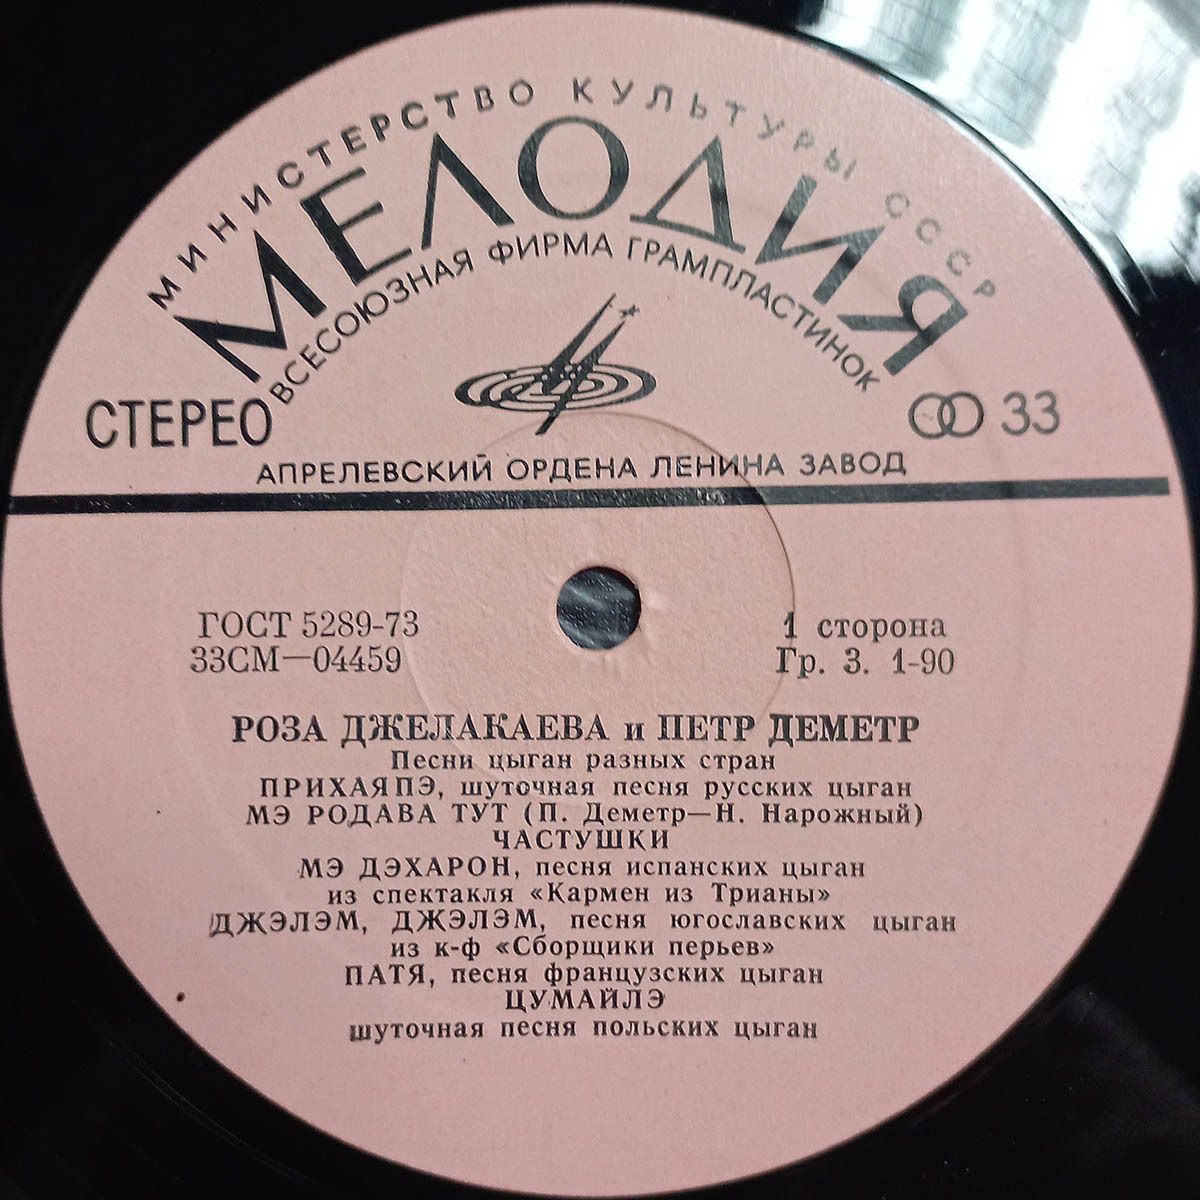 МИНИСТЕРСТВО КУЛЬТУРЫ СССР
МЕЛОДИЯ
ВСЕСОЮЗНАЯ ФИРМА ГРАМПЛАСТИНОК
СТЕРЕО
33
АПРЕЛЕВСКИЙ ОРДЕНА ЛЕНИНА ЗАВОД
ГОСТ 5289-73
1 сторона
33СМ—04459
Гр. 3. 1-90
РОЗА ДЖЕЛАКАЕВА и ПЕТР ДЕМЕТР
Песни цыган разных стран
ПРИХАЯПЭ, шуточная песня русских цыган
МЭ РОДАВА ТУТ (П. Деметр—Н. Нарожный)
ЧАСТУШКИ
МЭ ДЭХАРОН, песня испанских цыган
из спектакля «Кармен из Трианы»
ДЖЭЛЭМ, ДЖЭЛЭМ, песня югославских цыган
из к-ф «Сборщики перьев»
ПАТЯ, песня французских цыган
ЦУМАЙЛЭ
шуточная песня польских цыган